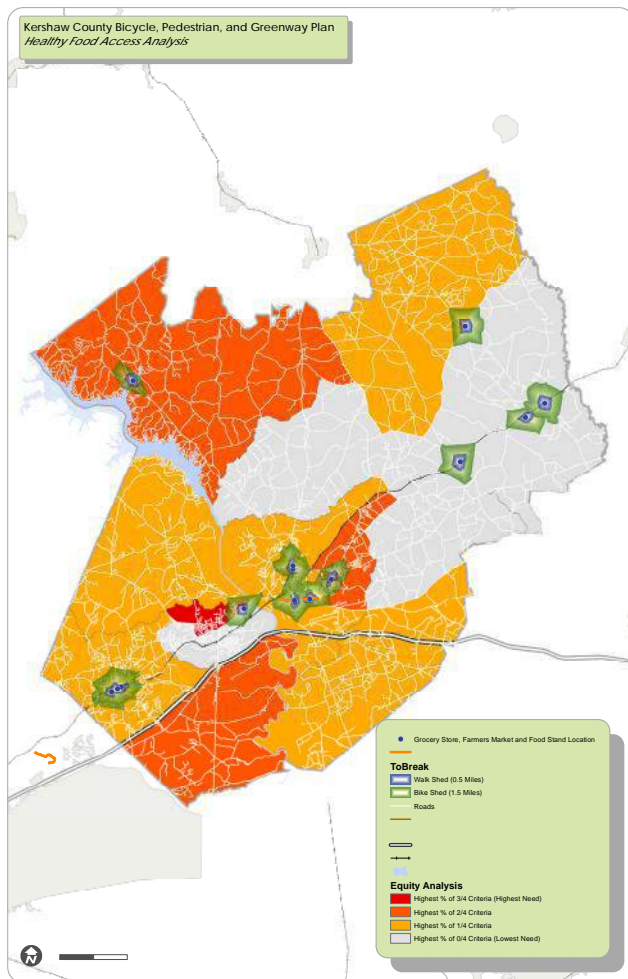 Kershaw County Bicycle, Pedestrian, and Greenway Plan
Healthy Food Access Analysis
Grocery Store, Farmers Market and Food Stand Location
ToBreak
Walk Shed (0.5 Miles)
Bike Shed (1.5 Miles)
Roads
Equity Analysis
Highest % of 3/4 Criteria (Highest Need)
Highest % of 2/4 Criteria
Highest % of 1/4 Criteria
Highest % of 0/4 Criteria (Lowest Need)
N